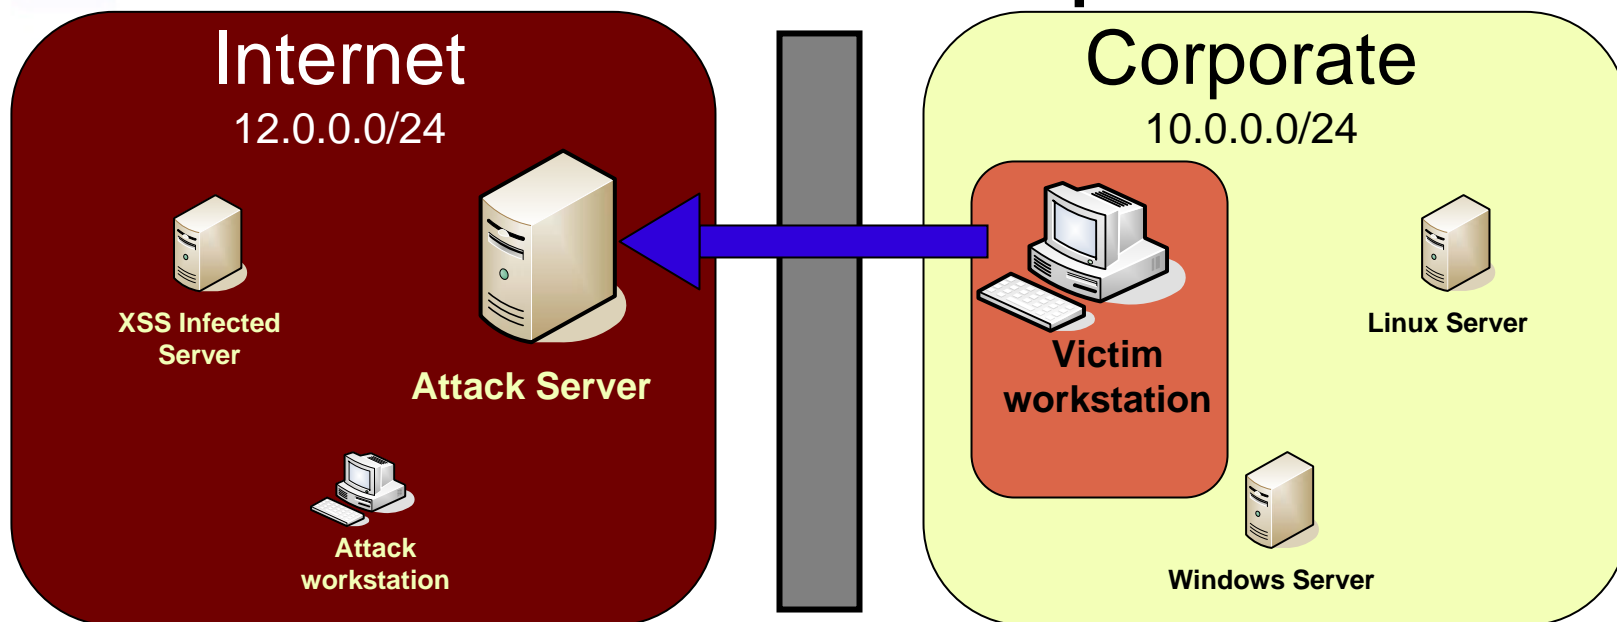 Internet
12.0.0.0/24
XSS Infected
Server
Attack Server
Attack
workstation
Corporate
10.0.0.0/24
Victim
workstation
Linux Server
Windows Server